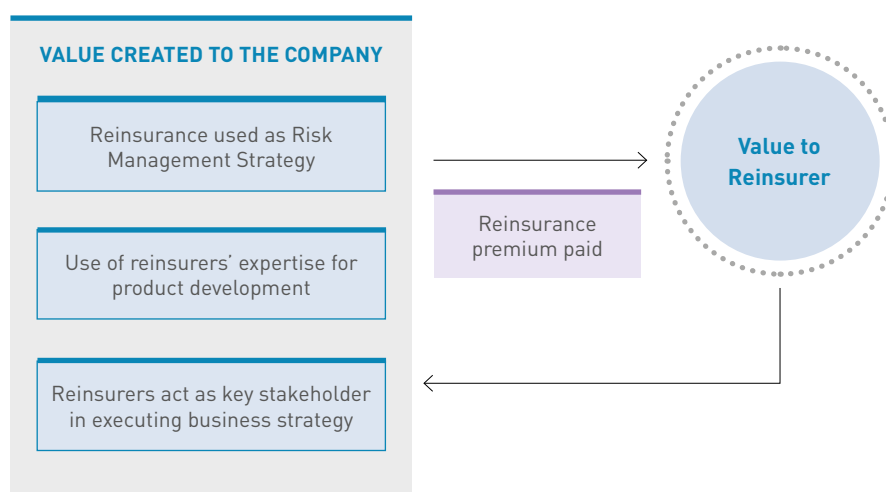 VALUE CREATED TO THE COMPANY
Reinsurance used as Risk
Management Strategy
Use of reinsurers’ expertise for
product development
Reinsurers act as key stakeholder
in executing business strategy
Reinsurance
premium paid
Value to
Reinsurer